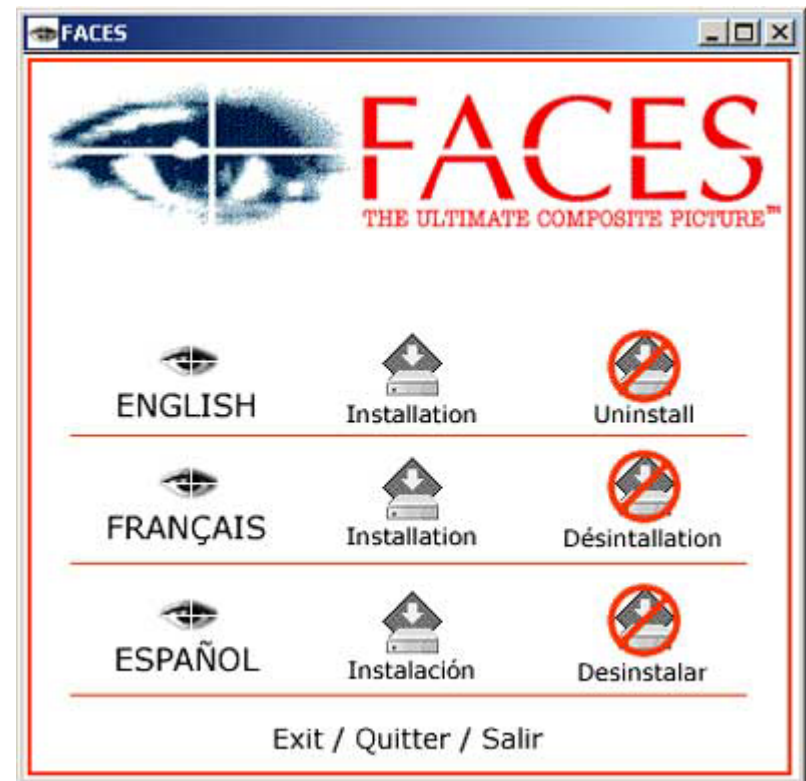 FACES
FACES
THE ULTIMATE COMPOSITE PICTURE™
ENGLISH Installation Uninstall
FRANÇAIS Installation Désintallation
ESPAÑOL Instalación Desinstalar
Exit / Quitter / Salir